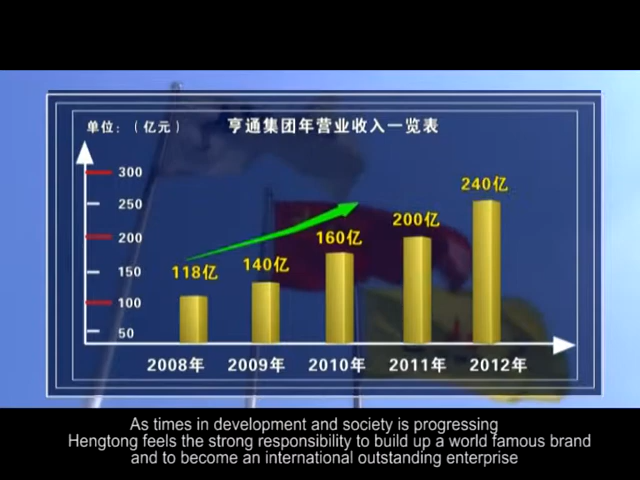 单位：（亿元）
亨通集团年营业收入一览表
300
250
200
150
100
50
118亿
140亿
160亿
200亿
240亿
2008年
2009年
2010年
2011年
2012年
As times in development and society is progressing
Hengtong feels the strong responsibility to build up a world famous brand
and to become an international outstanding enterprise